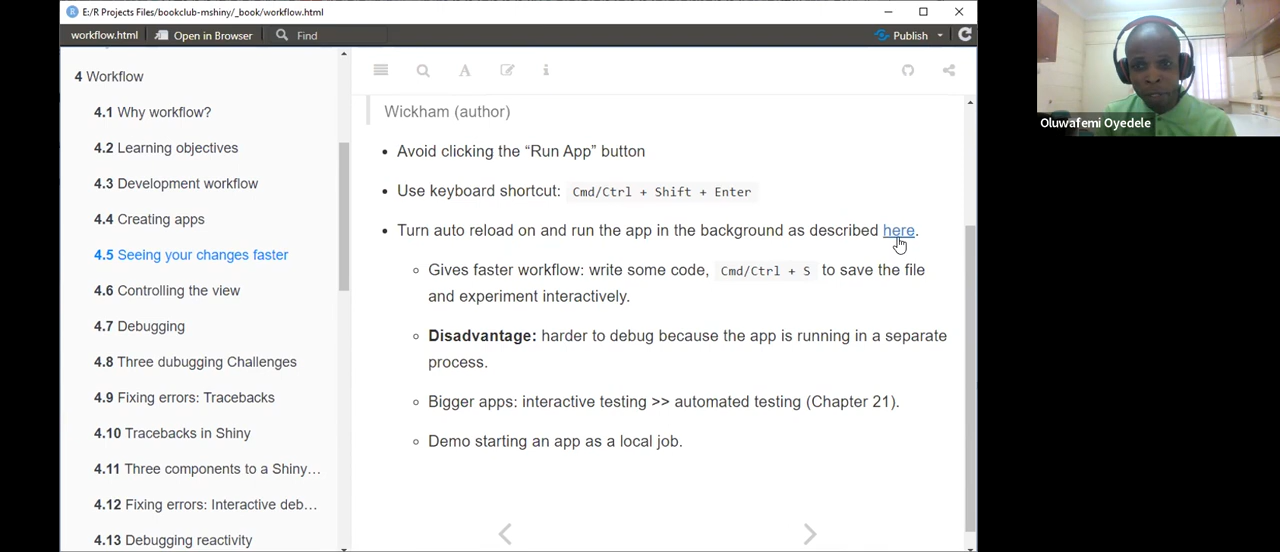 E:/R Projects Files/bookclub-mshiny/_book/workflow.html
workflow.html
Open in Browser
Find
Publish
4 Workflow
4.1 Why workflow?
4.2 Learning objectives
4.3 Development workflow
4.4 Creating apps
4.5 Seeing your changes faster
4.6 Controlling the view
4.7 Debugging
4.8 Three dubugging Challenges
4.9 Fixing errors: Tracebacks
4.10 Tracebacks in Shiny
4.11 Three components to a Shiny…
4.12 Fixing errors: Interactive deb…
4.13 Debugging reactivity
A
i
Wickham (author)
• Avoid clicking the “Run App” button
• Use keyboard shortcut: Cmd/Ctrl + Shift + Enter
• Turn auto reload on and run the app in the background as described here.
◦ Gives faster workflow: write some code, Cmd/Ctrl + S to save the file
and experiment interactively.
◦ Disadvantage: harder to debug because the app is running in a separate
process.
◦ Bigger apps: interactive testing >> automated testing (Chapter 21).
◦ Demo starting an app as a local job.
Oluwafemi Oyedele